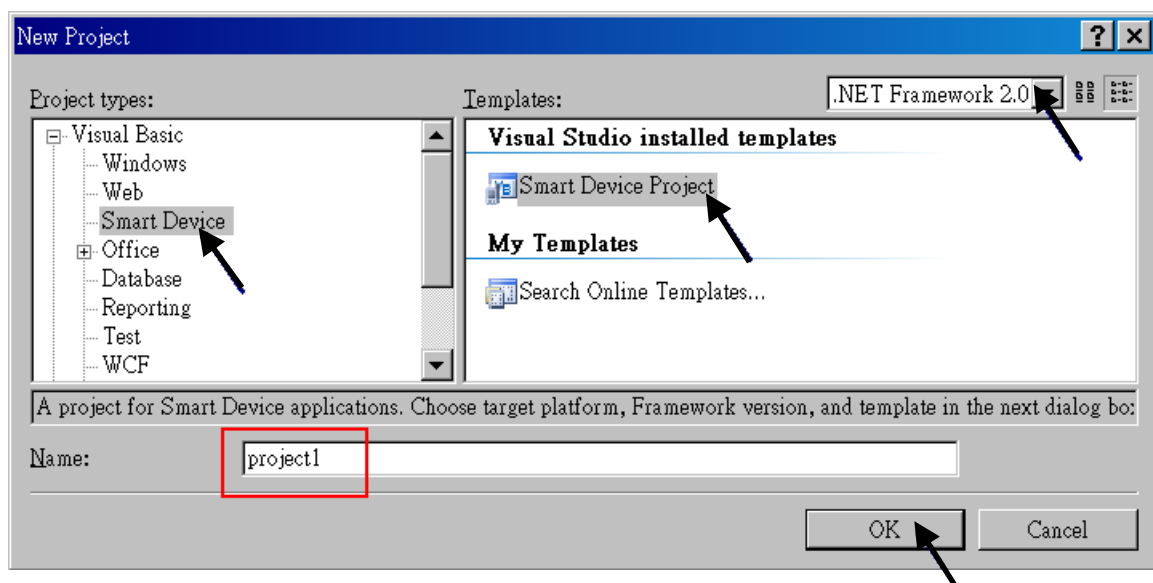 New Project
Project types:
Templates:
.NET Framework 2.0
Visual Basic
Windows
Web
Smart Device
Office
Database
Reporting
Test
WCF
Visual Studio installed templates
Smart Device Project
My Templates
Search Online Templates...
A project for Smart Device applications. Choose target platform, Framework version, and template in the next dialog bo
Name:
project1
OK
Cancel